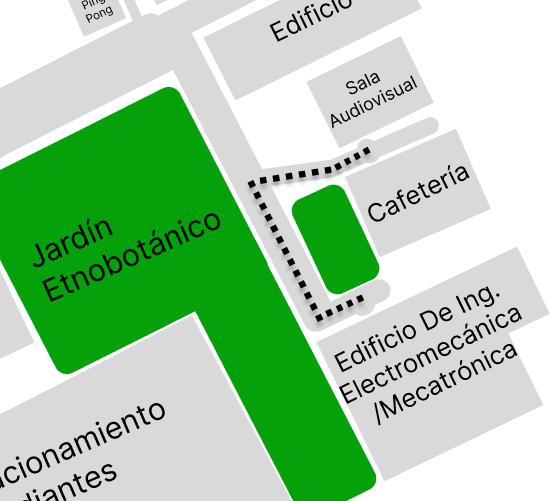 Ping
Pong
Edificio
Sala
Audiovisual
Cafetería
Jardín
Etnobotánico
Edificio De Ing.
Electromecánica
/Mecatrónica
cionamiento
diantes